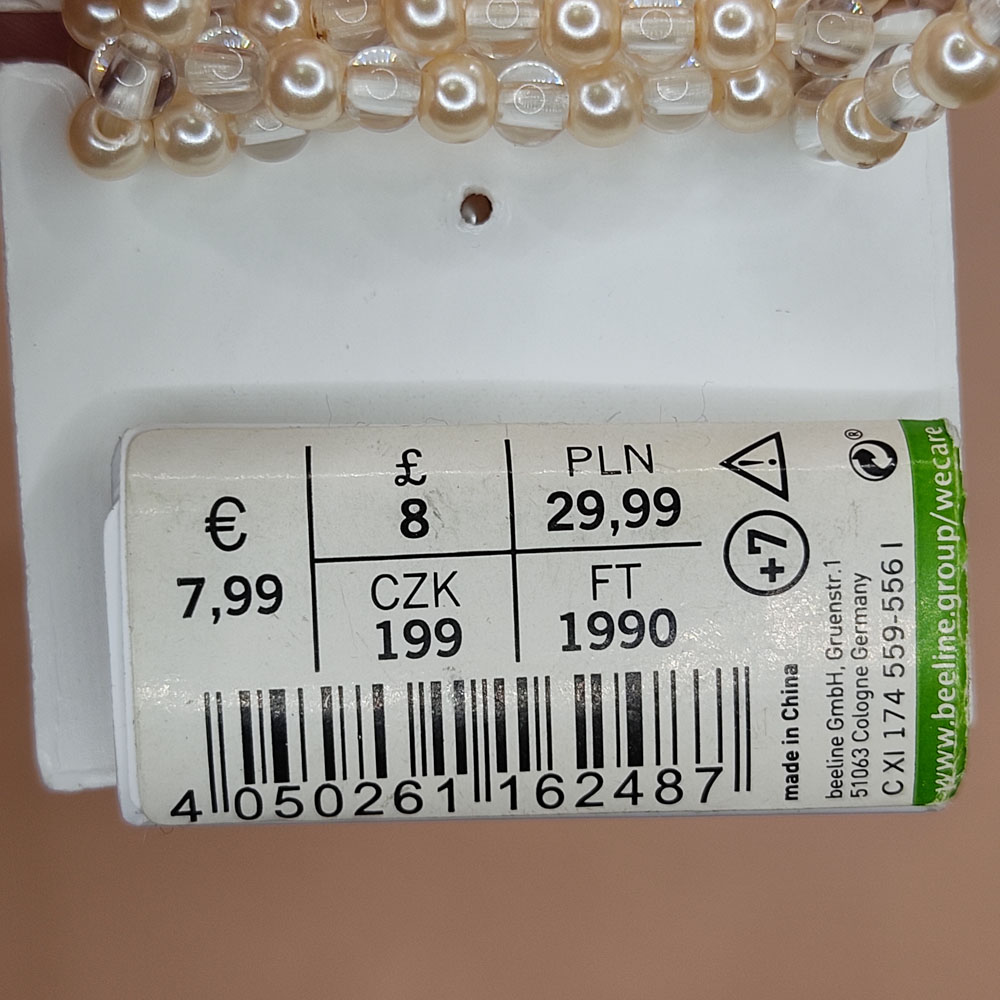 €
7,99
£
8
PLN
29,99
CZK
199
FT
1990
4 050261 162487
+7
made in China
beeline GmbH, Gruenstr.1
51063 Cologne Germany
C XI 174 559-556 I
®
www.beeline.group/wecare